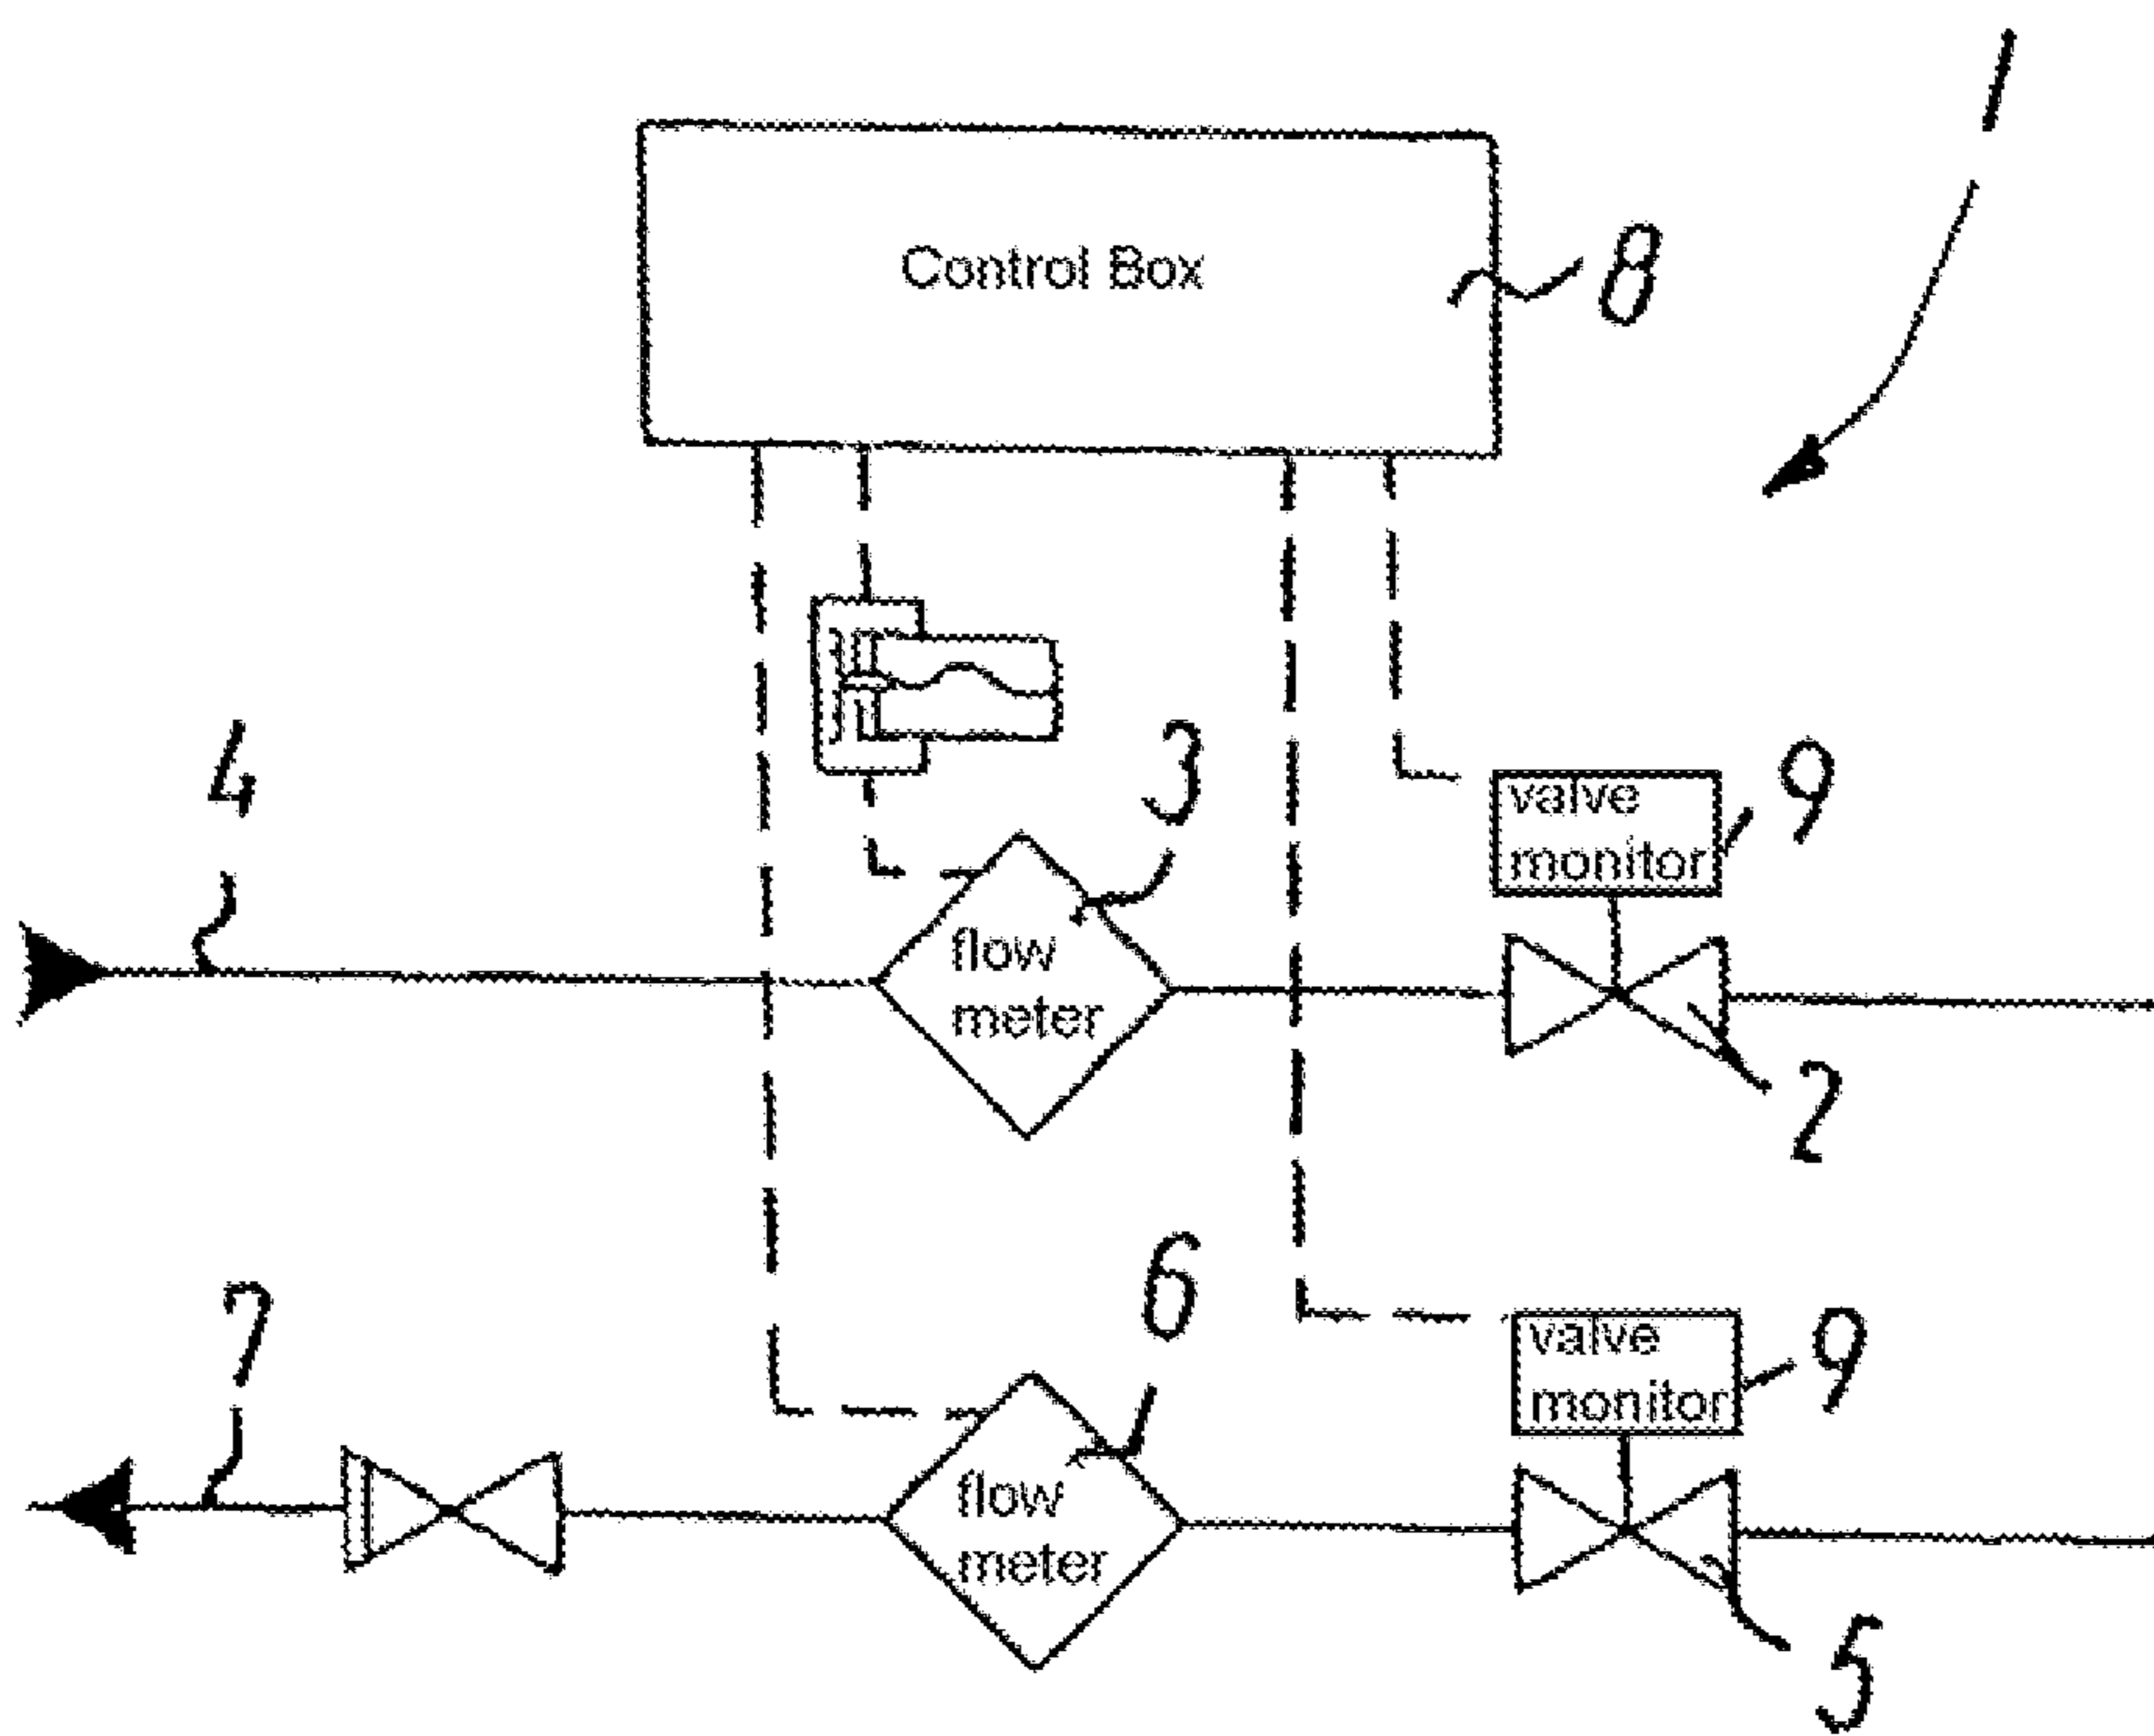 1
Control Box
8
4
3
valve
monitor
9
flow
meter
2
7
6
valve
monitor
9
flow
meter
5